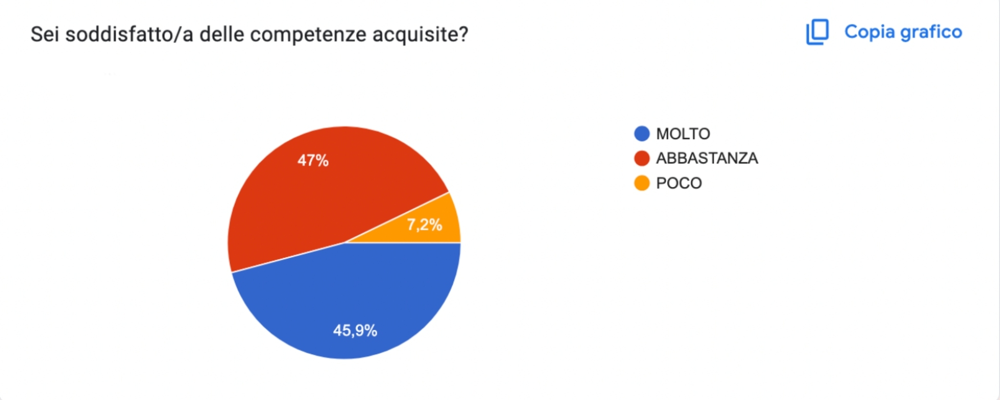 Sei soddisfatto/a delle competenze acquisite?
Copia grafico
MOLTO
ABBASTANZA
POCO
47%
7,2%
45,9%